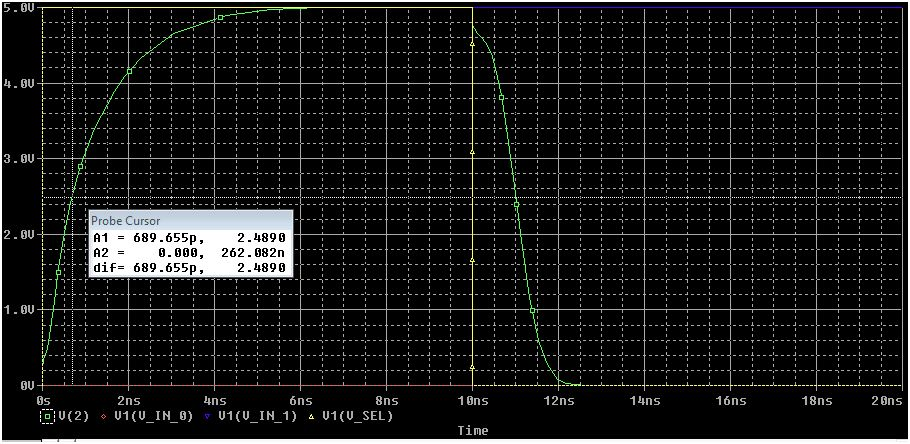 5.0V
4.0V
3.0V
2.0V
1.0V
0V
Probe Cursor
A1 = 689.655p, 2.4890
A2 = 0.000, 262.082n
dif= 689.655p, 2.4890
0s 2ns 4ns 6ns 8ns 10ns 12ns 14ns 16ns 18ns 20ns
V(2) V1(V_IN_0) V1(V_IN_1) V1(V_SEL)
Time